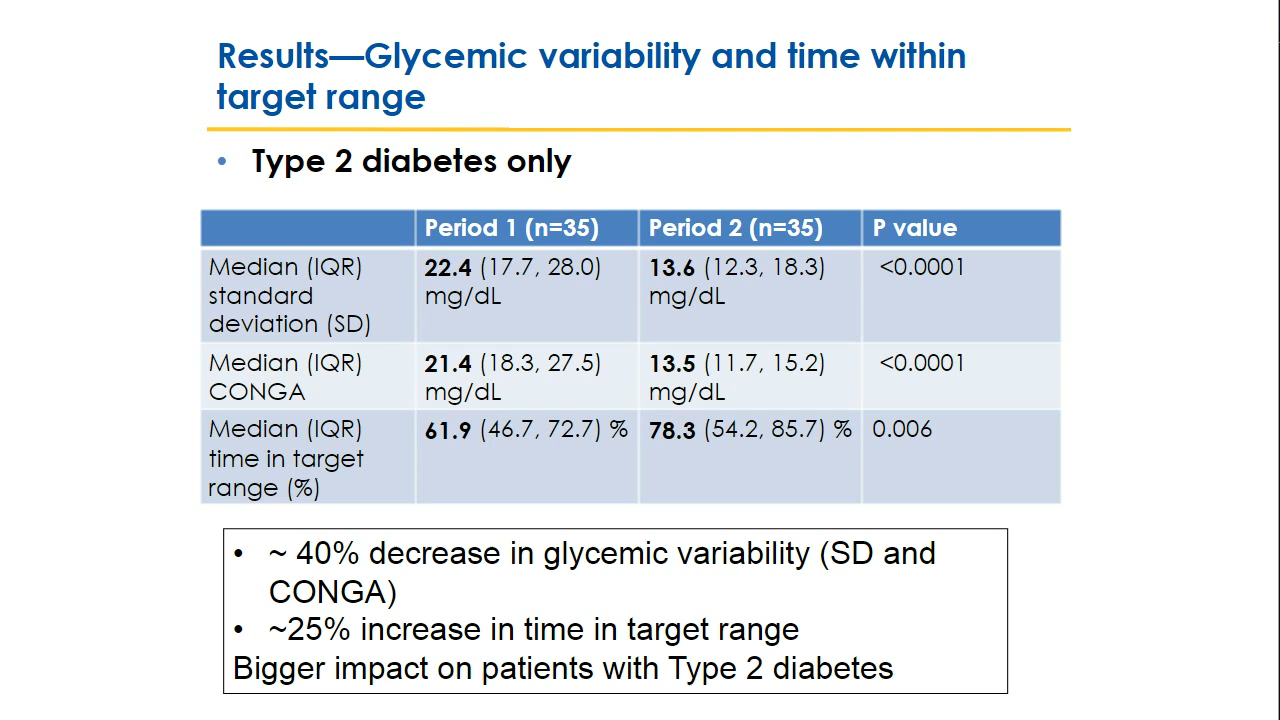 Results—Glycemic variability and time within
target range
• Type 2 diabetes only
Period 1 (n=35) Period 2 (n=35) P value
Median (IQR) standard deviation (SD) 22.4 (17.7, 28.0) mg/dL 13.6 (12.3, 18.3) mg/dL <0.0001
Median (IQR) CONGA 21.4 (18.3, 27.5) mg/dL 13.5 (11.7, 15.2) mg/dL <0.0001
Median (IQR) time in target range (%) 61.9 (46.7, 72.7) % 78.3 (54.2, 85.7) % 0.006
• ~ 40% decrease in glycemic variability (SD and
CONGA)
• ~25% increase in time in target range
Bigger impact on patients with Type 2 diabetes